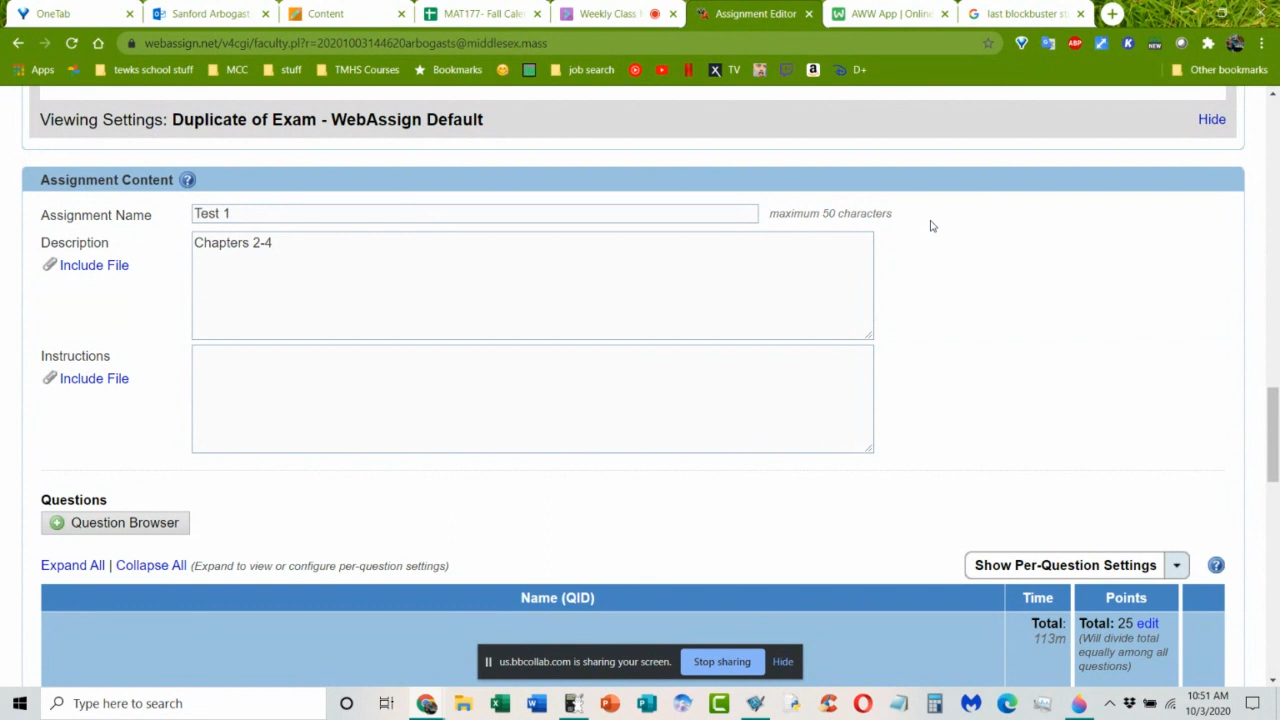 OneTab
Sanford Arbogast
Content
MAT177- Fall Cale
Weekly Class
Assignment Editor
AWW App | Online
last blockbuster st
webassign.net/v4cgi/faculty.pl?r=20201003144620arbogasts@middlesex.mass
ABP
NEW
Apps
tewks school stuff
MCC
stuff
TMHS Courses
Bookmarks
job search
TV
D+
Other bookmarks
Viewing Settings: Duplicate of Exam - WebAssign Default
Hide
Assignment Content
Assignment Name
Test 1
maximum 50 characters
Description
Chapters 2-4
Include File
Instructions
Include File
Questions
Question Browser
Expand All | Collapse All (Expand to view or configure per-question settings)
Show Per-Question Settings
Name (QID)
Time
Points
Total:
113m
Total: 25 edit
(Will divide total
equally among all
questions)
us.bbcollab.com is sharing your screen.
Stop sharing
Hide
Type here to search
10:51 AM
10/3/2020